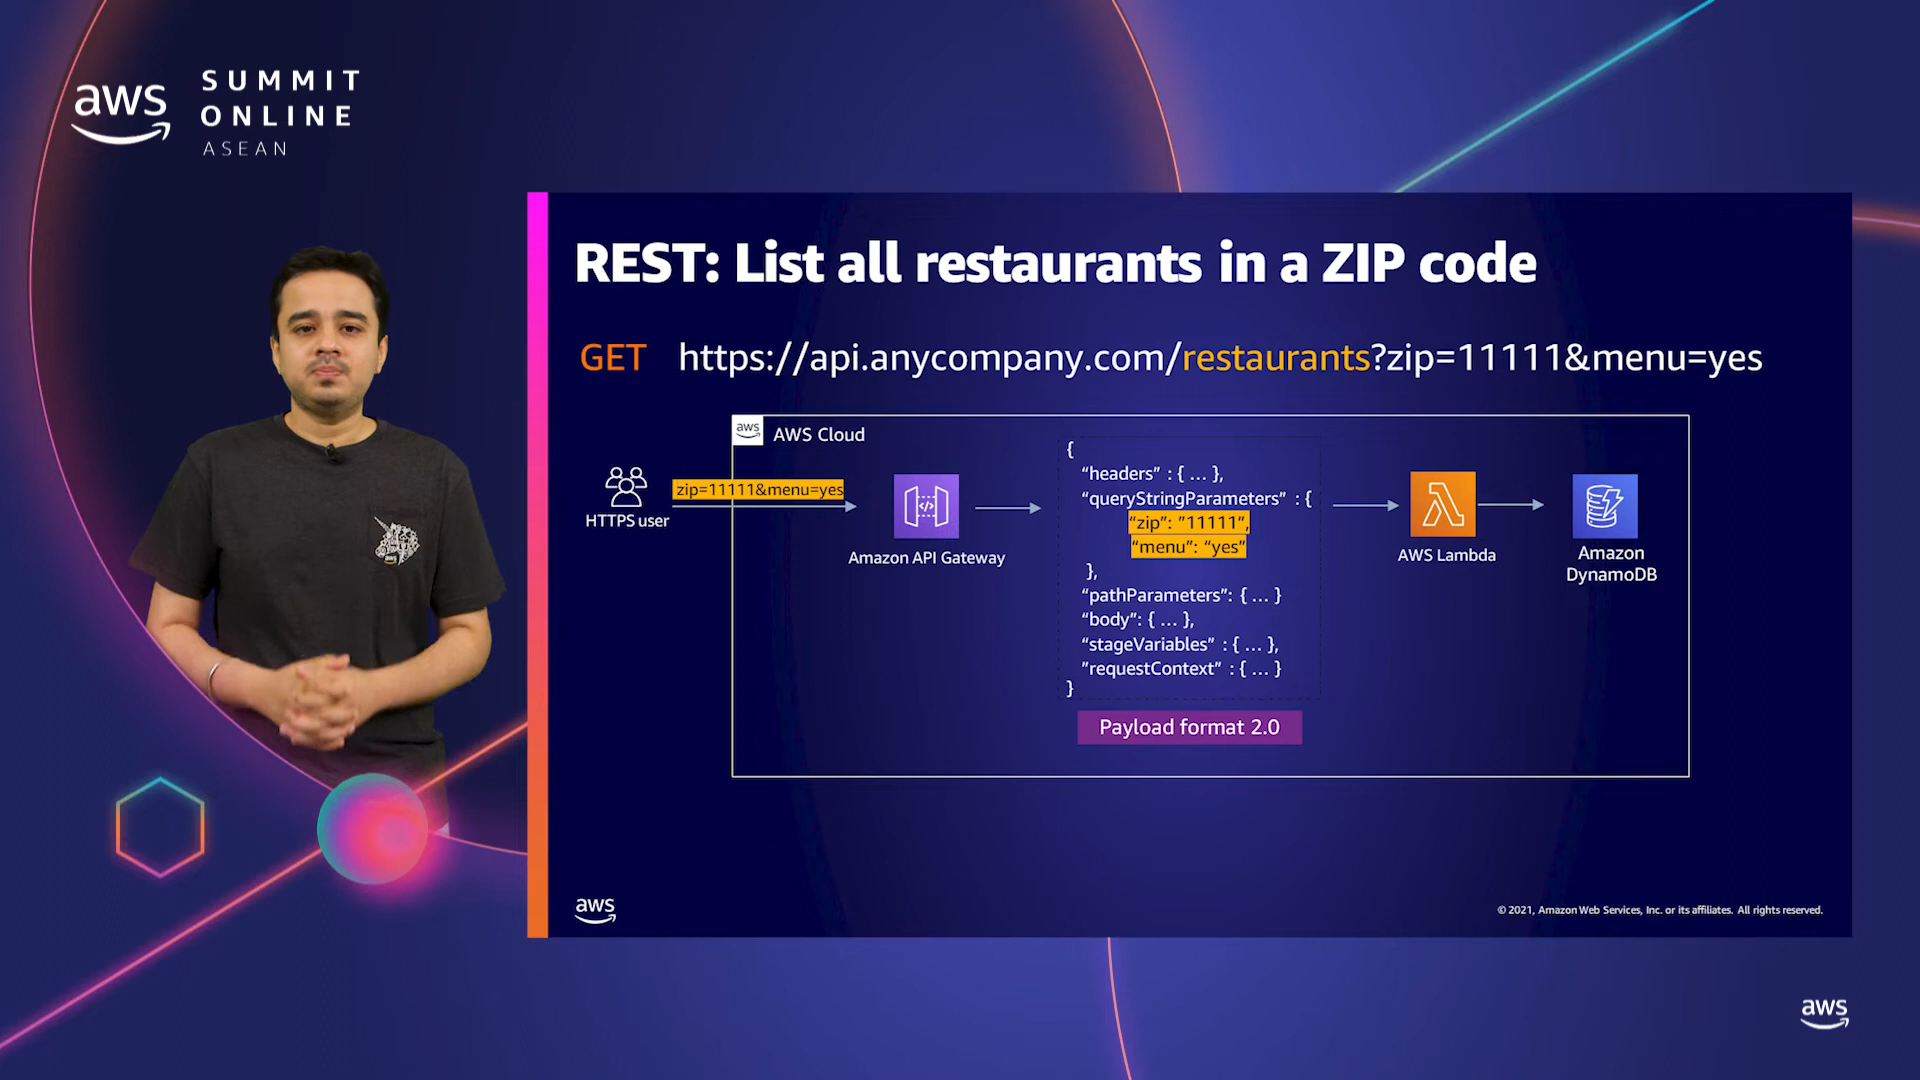 aws
SUMMIT
ONLINE
ASEAN
REST: List all restaurants in a ZIP code
GET https://api.anycompany.com/restaurants?zip=11111&menu=yes
aws
AWS Cloud
HTTPS user
zip=11111&menu=yes
Amazon API Gateway
{
“headers” : { ... },
“queryStringParameters” : {
“zip”: ”11111”,
“menu”: “yes”
},
“pathParameters”: { ... }
“body”: { ... },
“stageVariables” : { ... },
”requestContext” : { ... }
}
Payload format 2.0
AWS Lambda
Amazon
DynamoDB
aws
aws
© 2021, Amazon Web Services, Inc. or its affiliates. All rights reserved.
aws